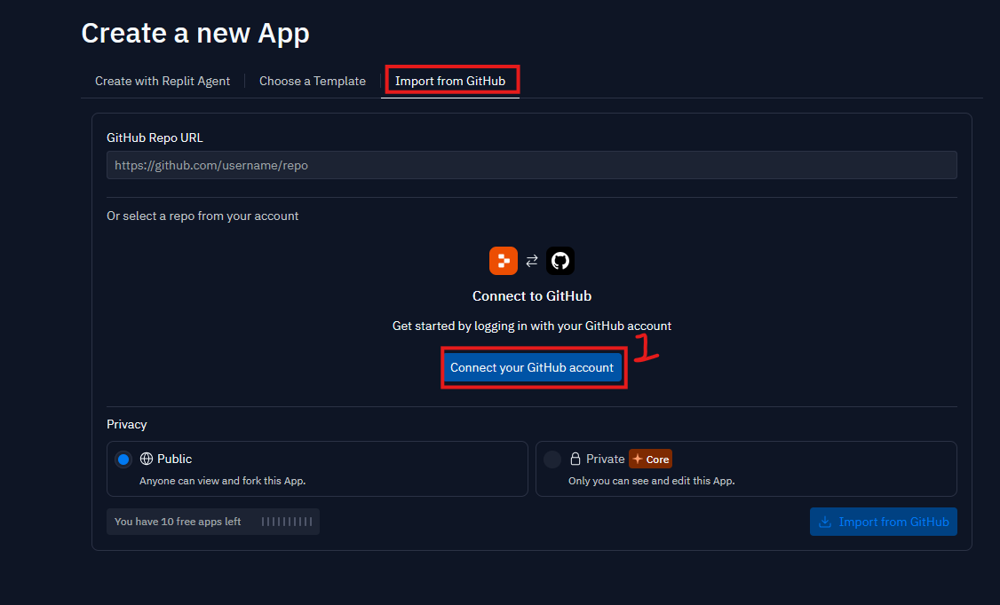 Create a new App
Create with Replit Agent
Choose a Template
Import from GitHub
GitHub Repo URL
https://github.com/username/repo
Or select a repo from your account
Connect to GitHub
Get started by logging in with your GitHub account
Connect your GitHub account
1
Privacy
Public
Anyone can view and fork this App.
Private
Core
Only you can see and edit this App.
You have 10 free apps left
Import from GitHub